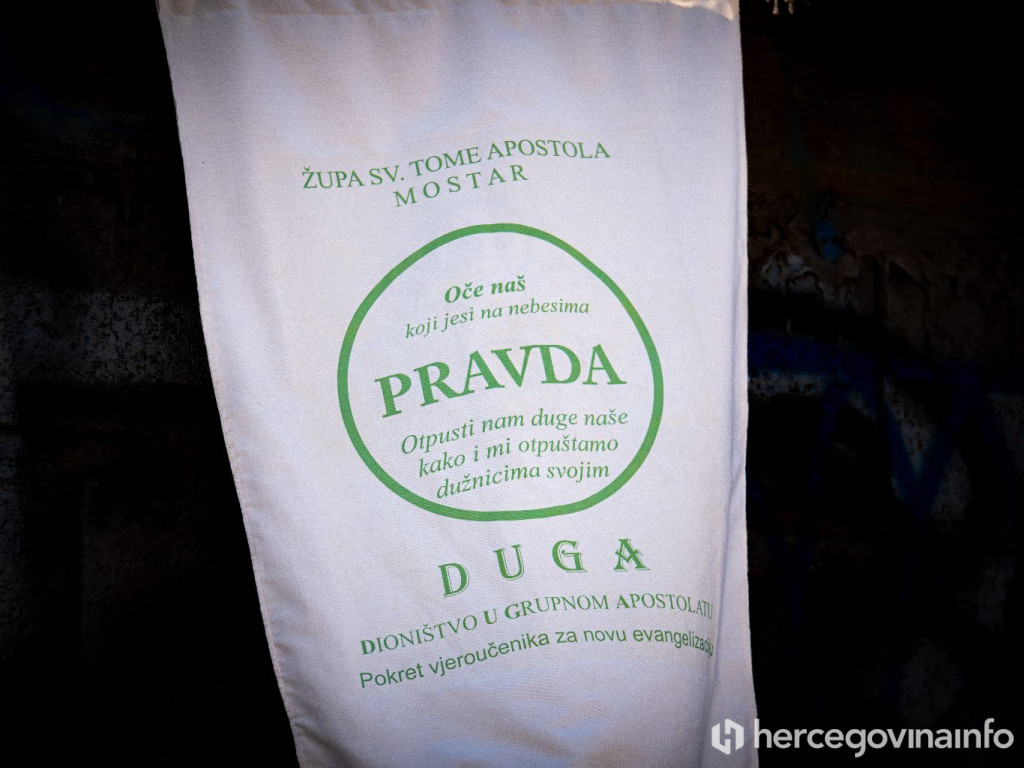 ŽUPA SV. TOME APOSTOLA
MOSTAR
Oče naš
koji jesi na nebesima
PRAVDA
Otpusti nam duge naše
kako i mi otpuštamo
dužnicima svojim
DUGA
DIONIŠTVO U GRUPNOM APOSTOLATU
Pokret vjeroučenika za novu evangelizaciju
hercegovinainfo